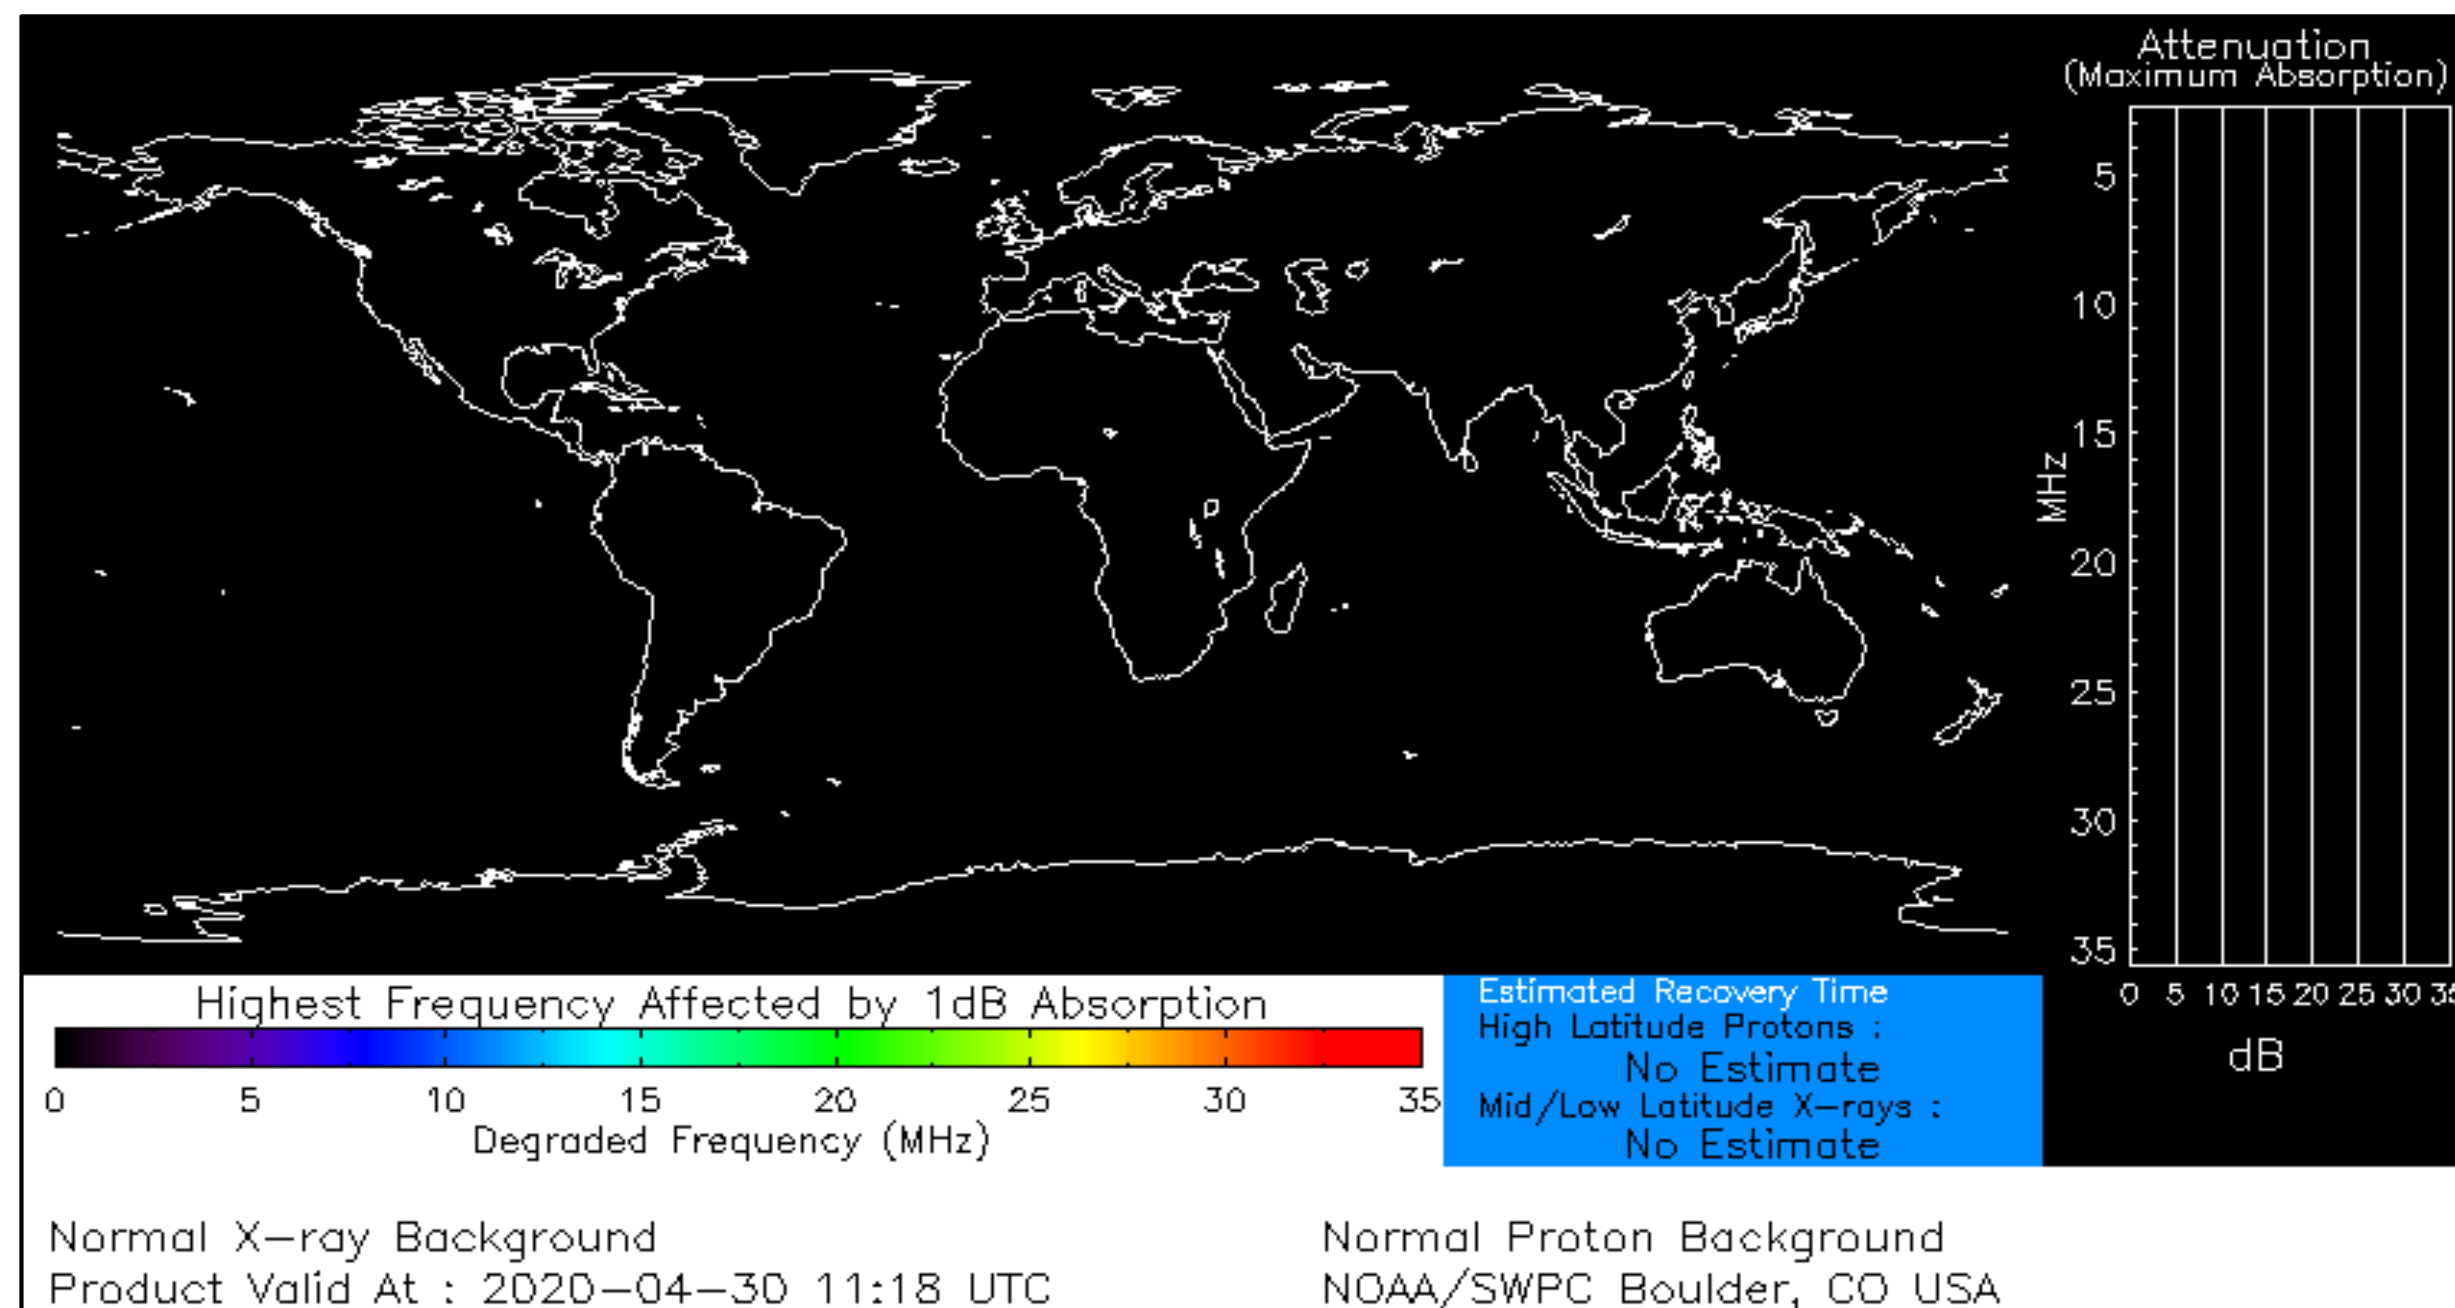 Attenuation
(Maximum Absorption)
5
10
15
20
25
30
35
MHz
0 5 10 15 20 25 30 35
dB
Highest Frequency Affected by 1dB Absorption
0 5 10 15 20 25 30 35
Degraded Frequency (MHz)
Estimated Recovery Time
High Latitude Protons :
No Estimate
Mid/Low Latitude X-rays :
No Estimate
Normal X-ray Background
Normal Proton Background
Product Valid At : 2020-04-30 11:18 UTC
NOAA/SWPC Boulder, CO USA